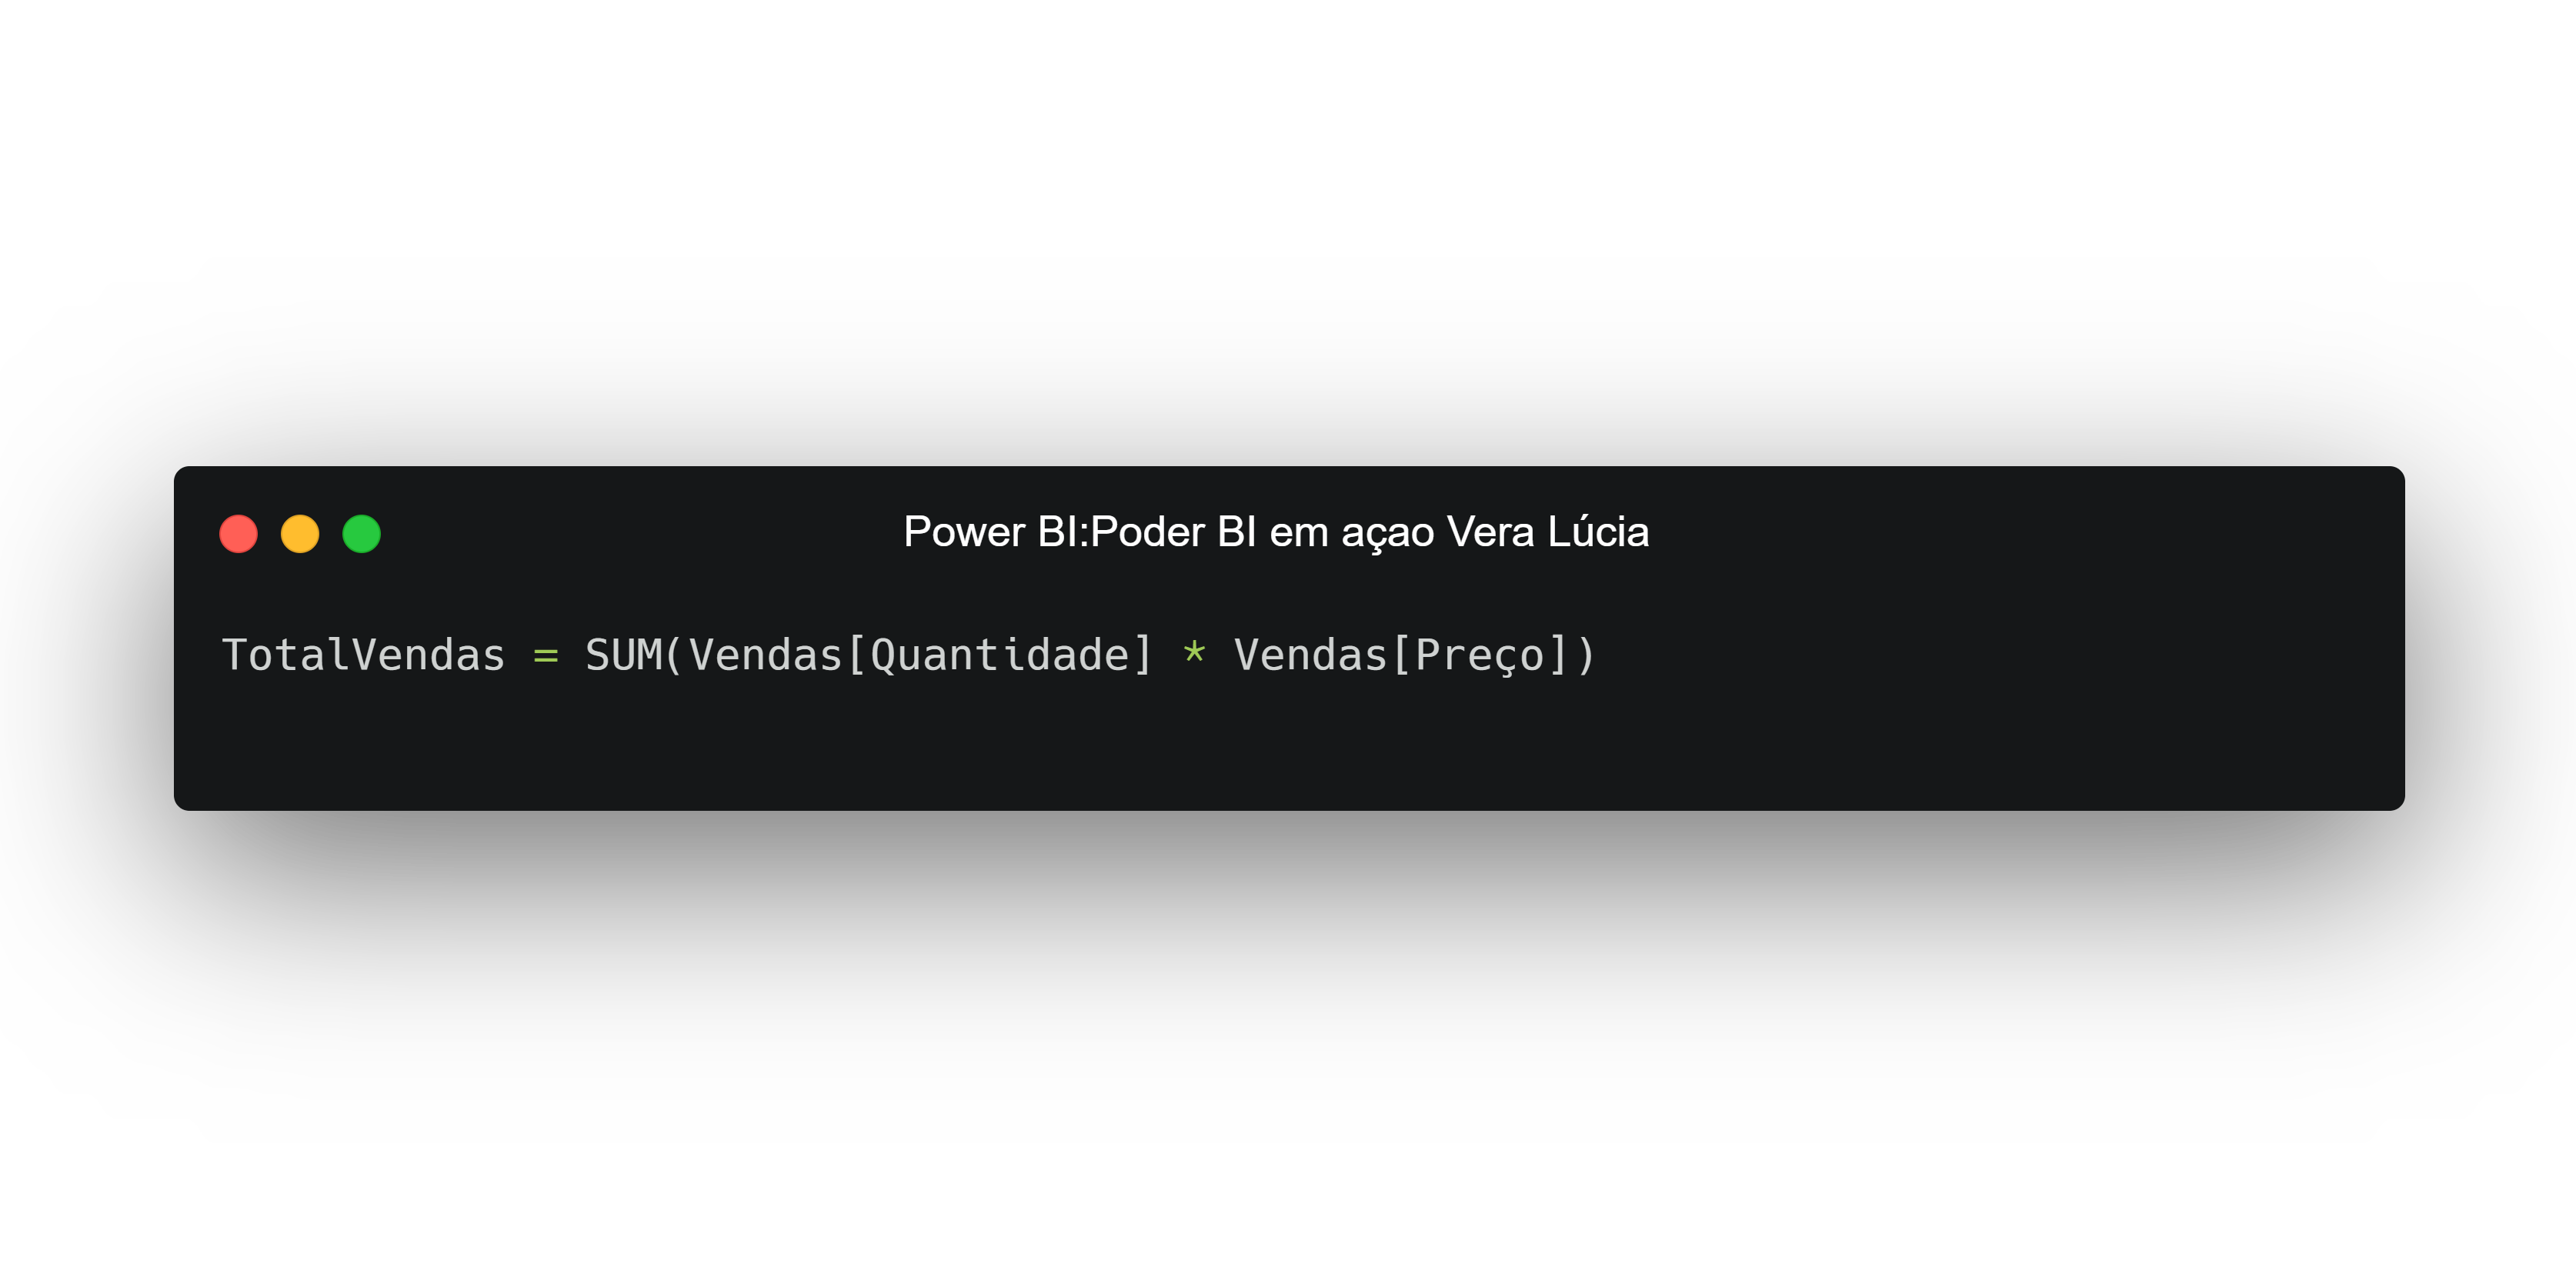 Power BI:Poder BI em açao Vera Lúcia
TotalVendas = SUM(Vendas[Quantidade] * Vendas[Preço])